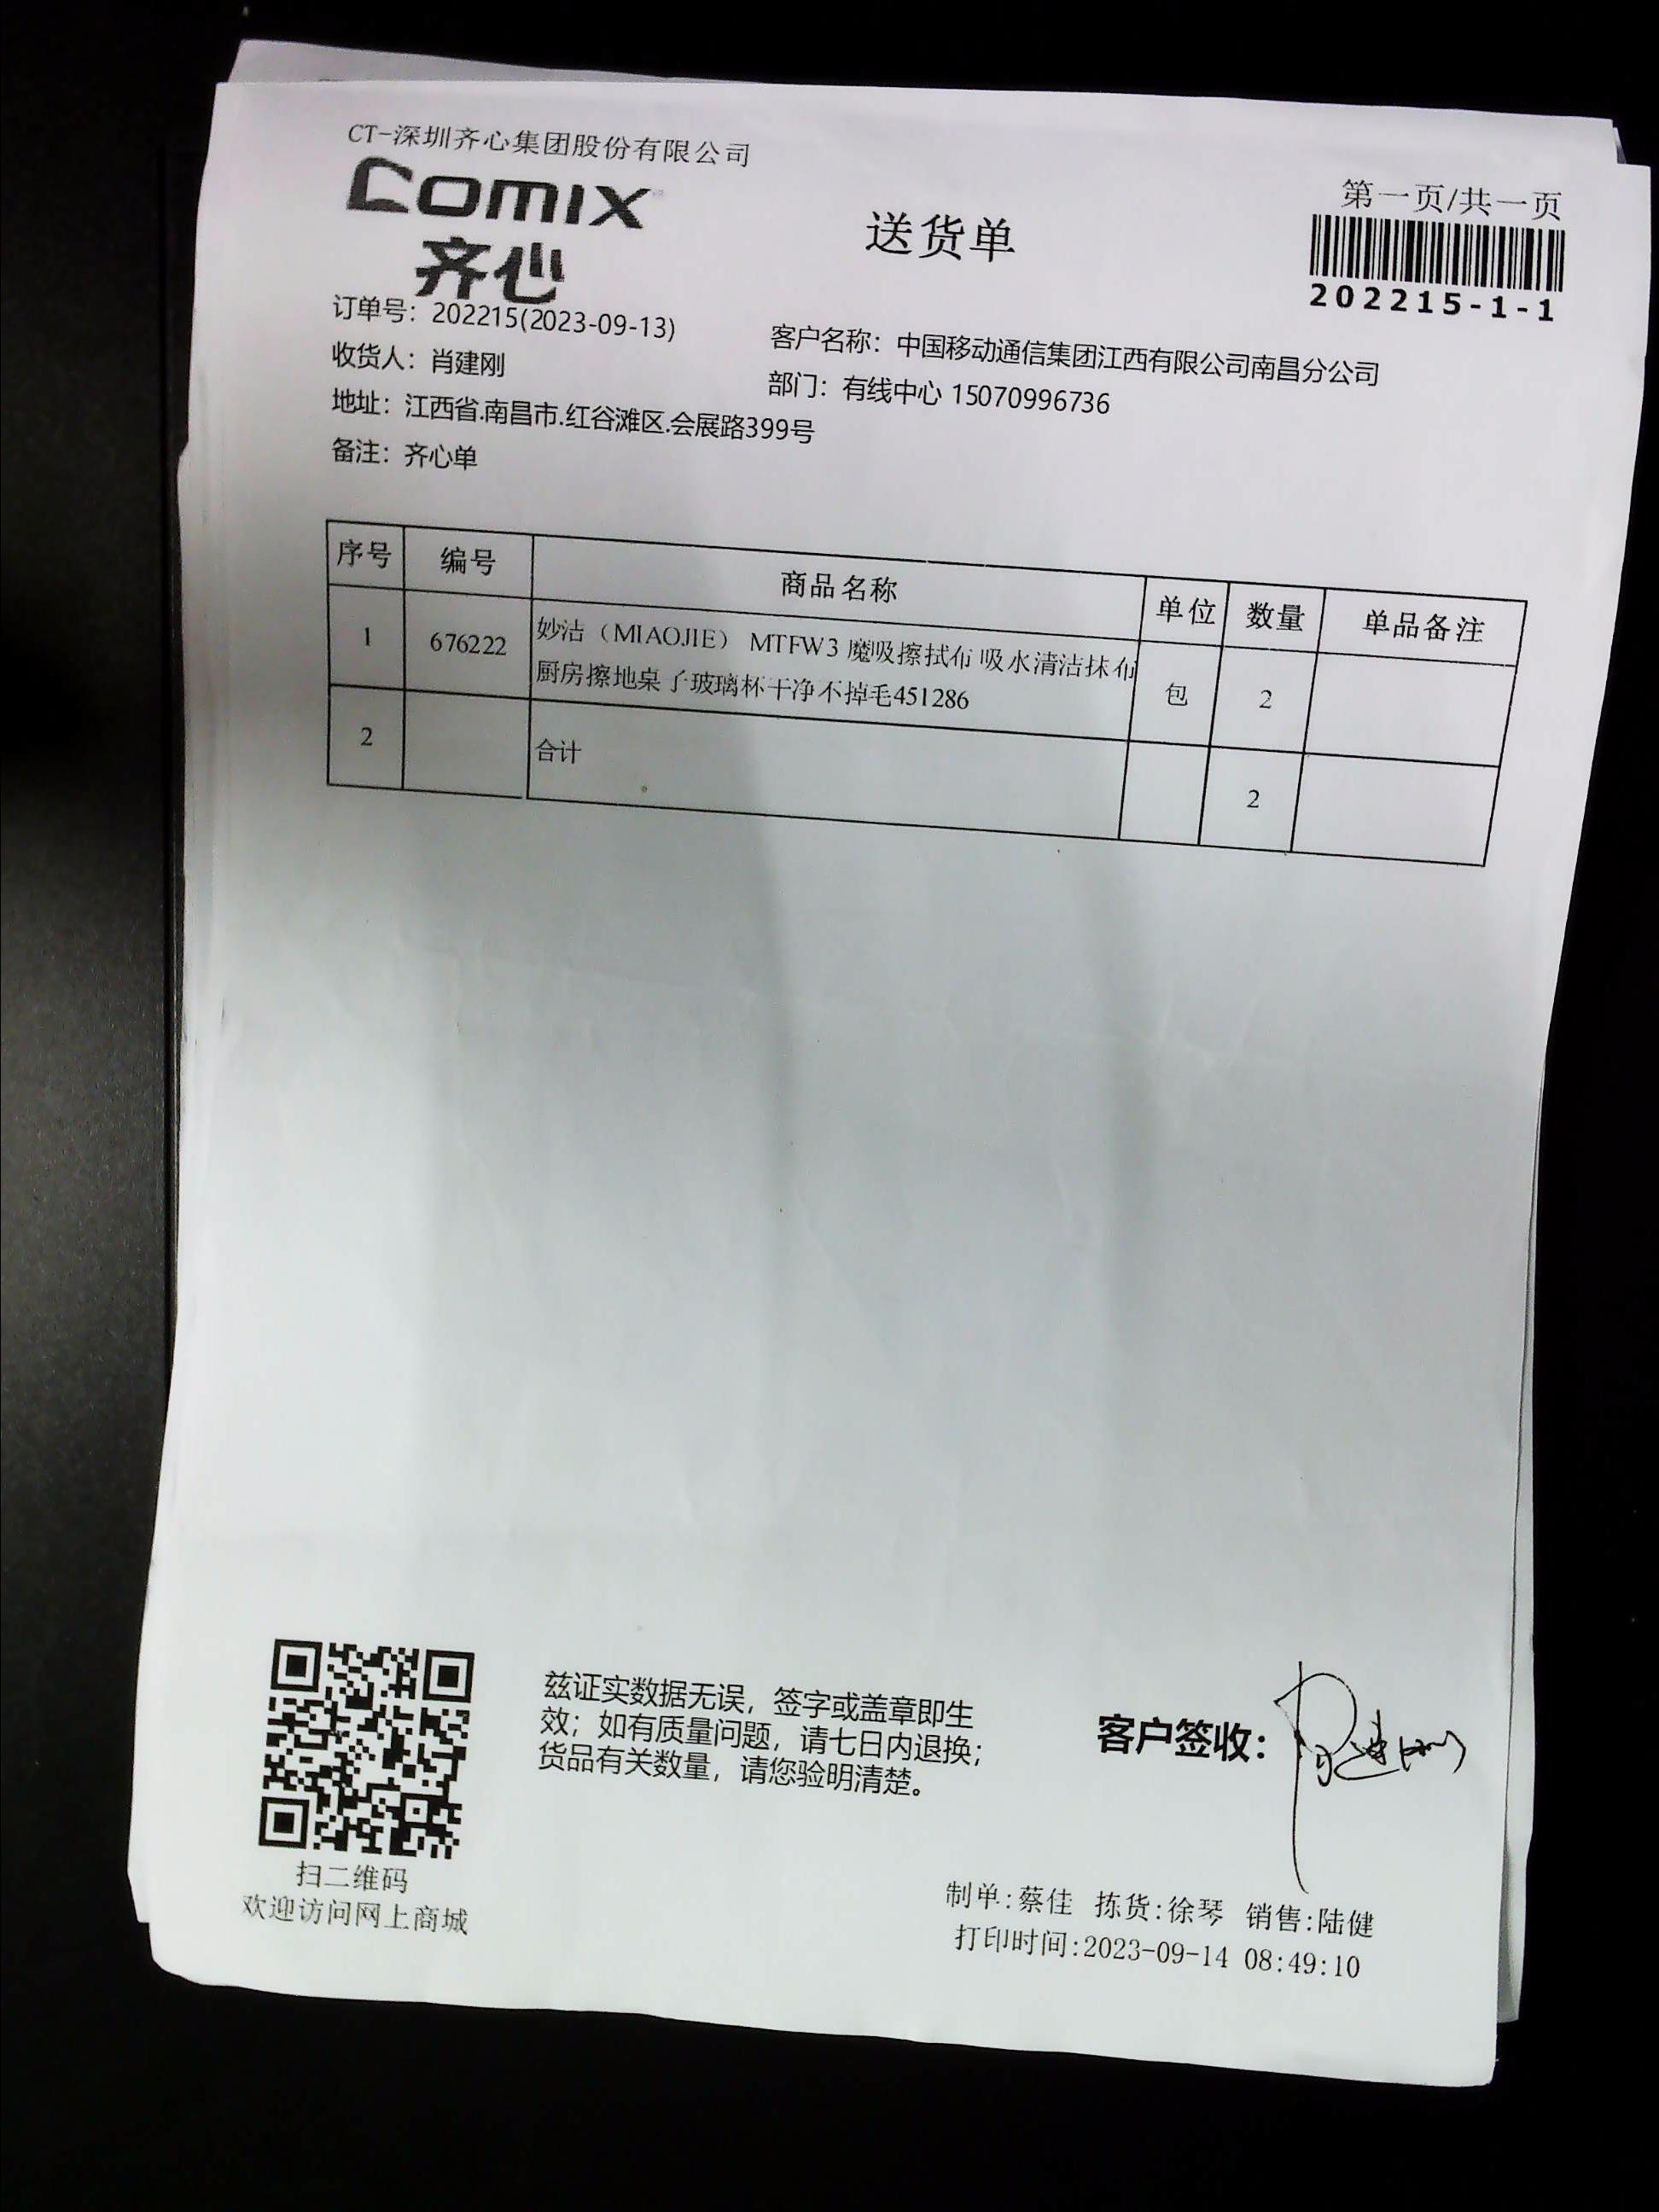 CT-深圳齐心集团股份有限公司
COMIX
齐心
送货单
第一页/共一页
202215-1-1
订单号：202215(2023-09-13)
客户名称：中国移动通信集团江西有限公司南昌分公司
收货人：肖建刚
部门：有线中心 15070996736
地址：江西省.南昌市.红谷滩区.会展路399号
备注：齐心单
序号 编号 商品名称 单位 数量 单品备注
1 676222 妙洁（MIAOJIE） MTFW3 魔吸擦拭布 吸水清洁抹布
厨房擦地桌子玻璃杯干净不掉毛451286 包 2
2 合计 2
兹证实数据无误，签字或盖章即生
效；如有质量问题，请七日内退换；
货品有关数量，请您验明清楚。
客户签收：
扫二维码
欢迎访问网上商城
制单:蔡佳 拣货:徐琴 销售:陆健
打印时间:2023-09-14 08:49:10